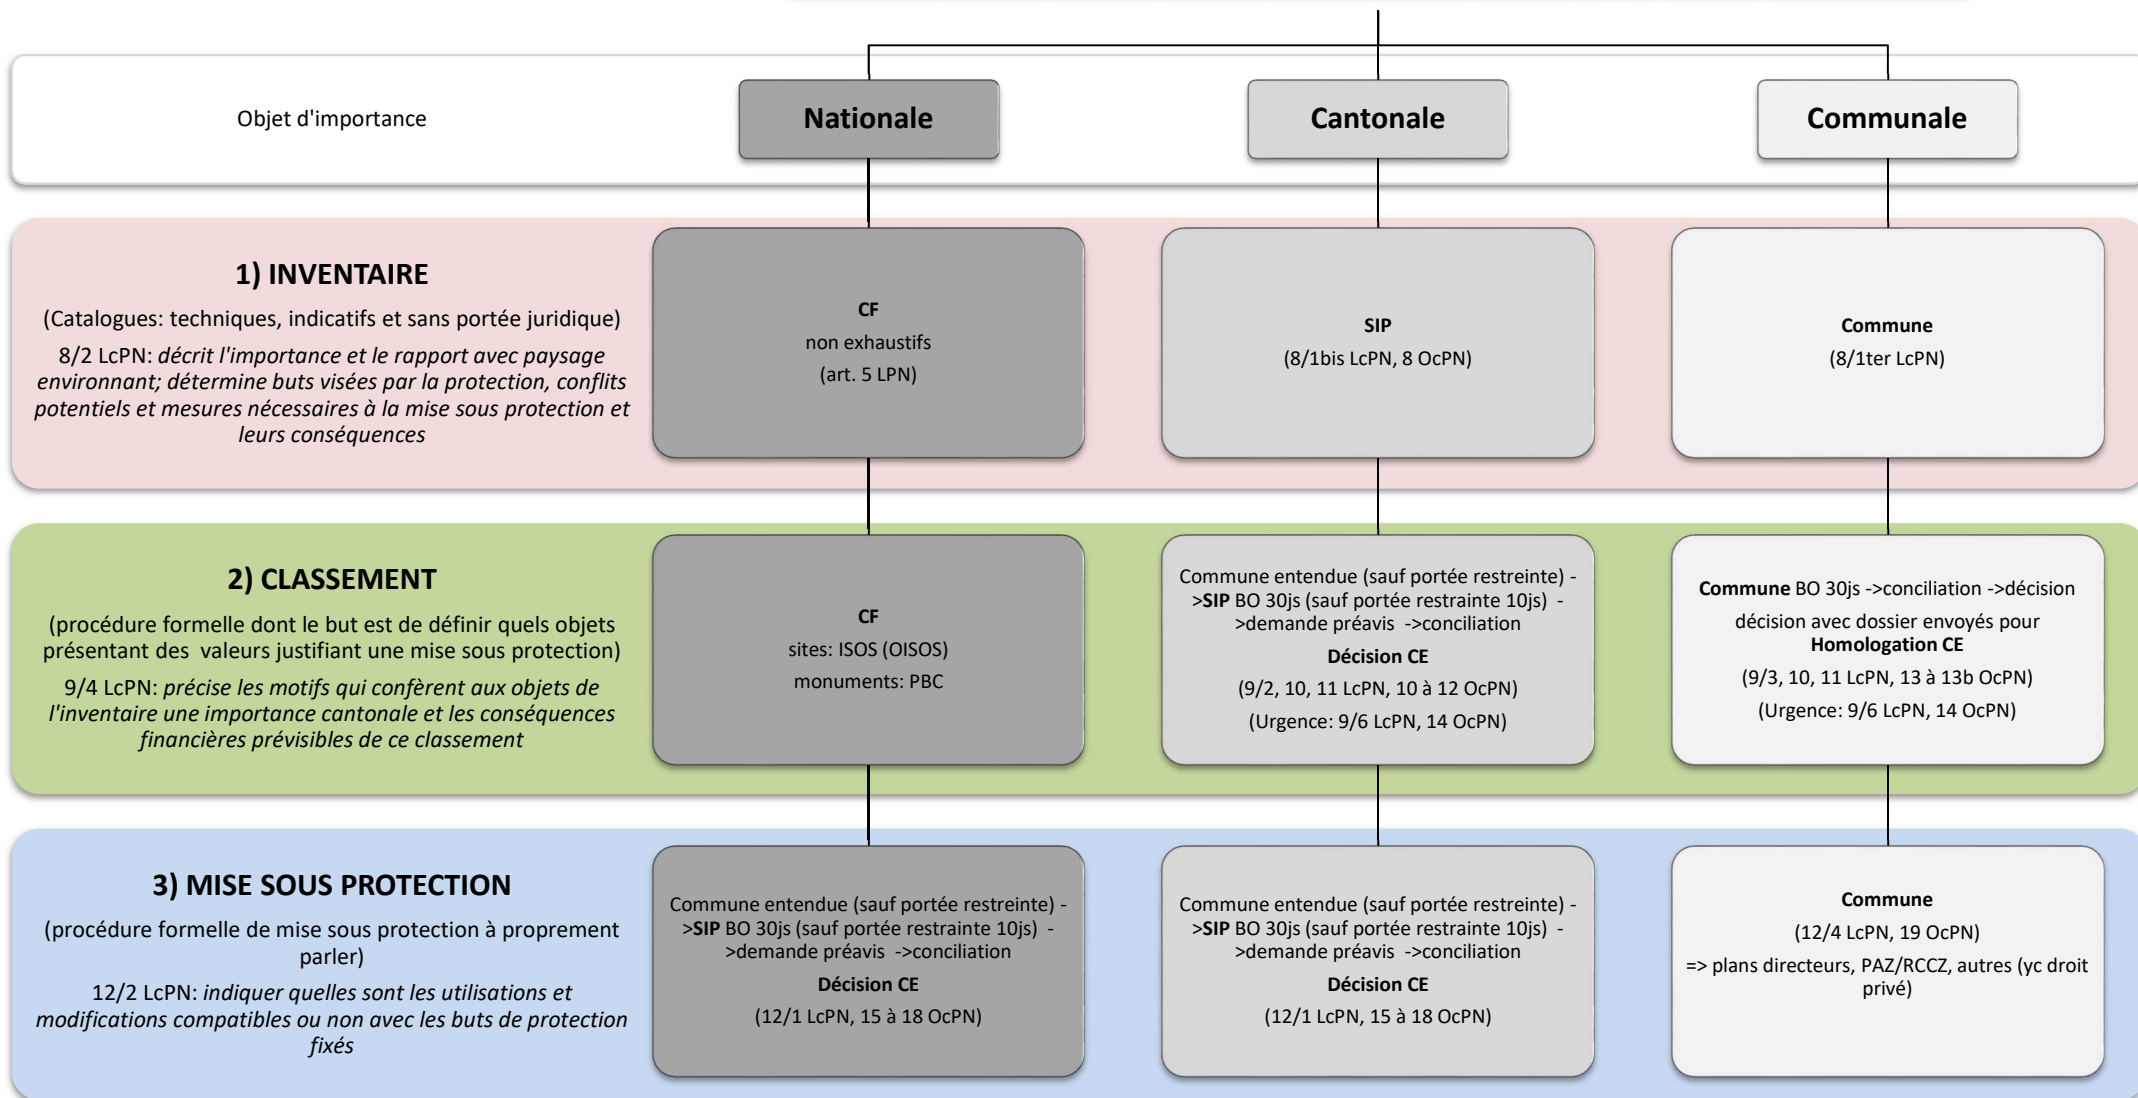 Objet d'importance
Nationale
Cantonale
Communale
1) INVENTAIRE
(Catalogues: techniques, indicatifs et sans portée juridique)
8/2 LcPN: décrit l'importance et le rapport avec paysage
environnant; détermine buts visées par la protection, conflits
potentiels et mesures nécessaires à la mise sous protection et
leurs conséquences
CF
non exhaustifs
(art. 5 LPN)
SIP
(8/1bis LcPN, 8 OcPN)
Commune
(8/1ter LcPN)
2) CLASSEMENT
(procédure formelle dont le but est de définir quels objets
présentant des valeurs justifiant une mise sous protection)
9/4 LcPN: précise les motifs qui confèrent aux objets de
l'inventaire une importance cantonale et les conséquences
financières prévisibles de ce classement
CF
sites: ISOS (OISOS)
monuments: PBC
Commune entendue (sauf portée restreinte) -
>SIP BO 30js (sauf portée restrainte 10js) -
>demande préavis ->conciliation
Décision CE
(9/2, 10, 11 LcPN, 10 à 12 OcPN)
(Urgence: 9/6 LcPN, 14 OcPN)
Commune BO 30js ->conciliation ->décision
décision avec dossier envoyés pour
Homologation CE
(9/3, 10, 11 LcPN, 13 à 13b OcPN)
(Urgence: 9/6 LcPN, 14 OcPN)
3) MISE SOUS PROTECTION
(procédure formelle de mise sous protection à proprement
parler)
12/2 LcPN: indiquer quelles sont les utilisations et
modifications compatibles ou non avec les buts de protection
fixés
Commune entendue (sauf portée restreinte) -
>SIP BO 30js (sauf portée restrainte 10js) -
>demande préavis ->conciliation
Décision CE
(12/1 LcPN, 15 à 18 OcPN)
Commune entendue (sauf portée restreinte) -
>SIP BO 30js (sauf portée restrainte 10js) -
>demande préavis ->conciliation
Décision CE
(12/1 LcPN, 15 à 18 OcPN)
Commune
(12/4 LcPN, 19 OcPN)
=> plans directeurs, PAZ/RCCZ, autres (yc droit
privé)